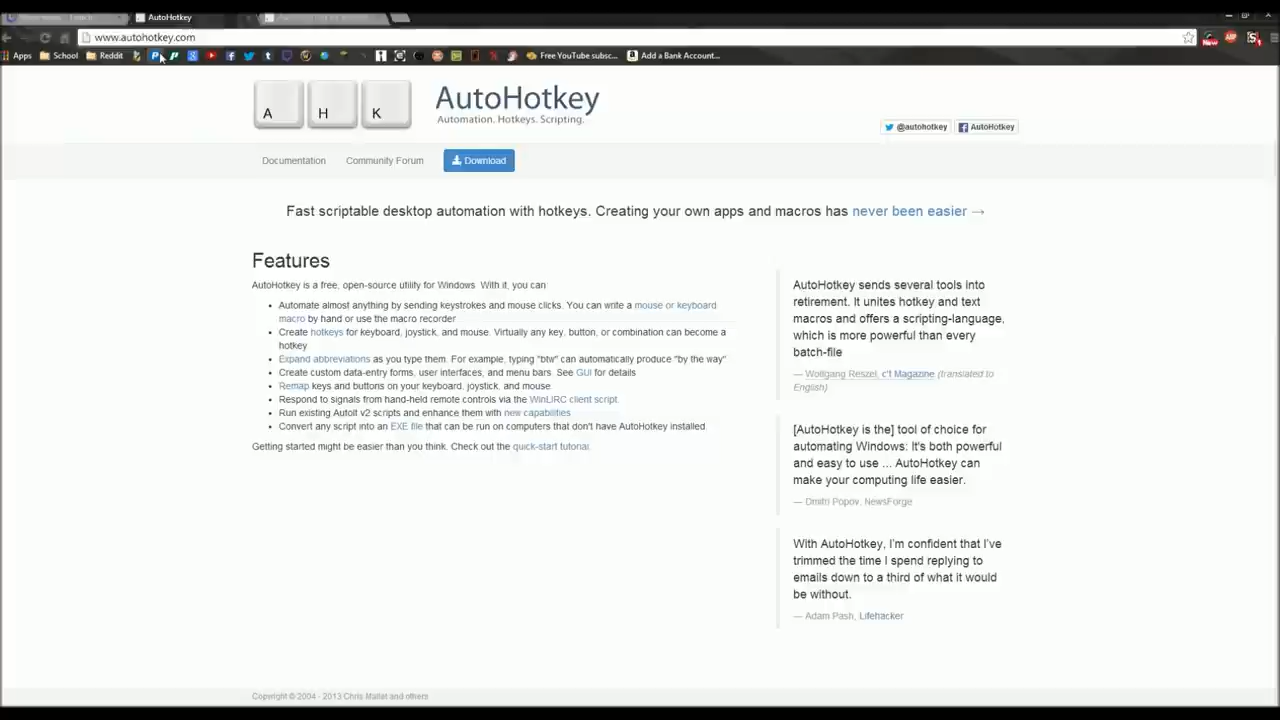 AutoHotkey
www.autohotkey.com
Apps School Reddit Free YouTube subsc... Add a Bank Account...
A H K
AutoHotkey
Automation. Hotkeys. Scripting.
@autohotkey AutoHotkey
Documentation Community Forum Download
Fast scriptable desktop automation with hotkeys. Creating your own apps and macros has never been easier →
Features
AutoHotkey is a free, open-source utility for Windows With it, you can
Automate almost anything by sending keystrokes and mouse clicks. You can write a mouse or keyboard
macro by hand or use the macro recorder
Create hotkeys for keyboard, joystick, and mouse. Virtually any key, button, or combination can become a
hotkey
Expand abbreviations as you type them. For example, typing "btw" can automatically produce "by the way"
Create custom data-entry forms, user interfaces, and menu bars. See GUI for details
Remap keys and buttons on your keyboard, joystick, and mouse
Respond to signals from hand-held remote controls via the WinLIRC client script
Run existing AutoIt v2 scripts and enhance them with new capabilities
Convert any script into an EXE file that can be run on computers that don't have AutoHotkey installed.
Getting started might be easier than you think. Check out the quick-start tutorial
AutoHotkey sends several tools into
retirement. It unites hotkey and text
macros and offers a scripting-language,
which is more powerful than every
batch-file
— Wolfgang Reszel, c't Magazine (translated to
English)
[AutoHotkey is the] tool of choice for
automating Windows: It's both powerful
and easy to use ... AutoHotkey can
make your computing life easier.
— Dmitri Popov, NewsForge
With AutoHotkey, I'm confident that I've
trimmed the time I spend replying to
emails down to a third of what it would
be without.
— Adam Pash, Lifehacker
Copyright © 2004 - 2013 Chris Mallet and others